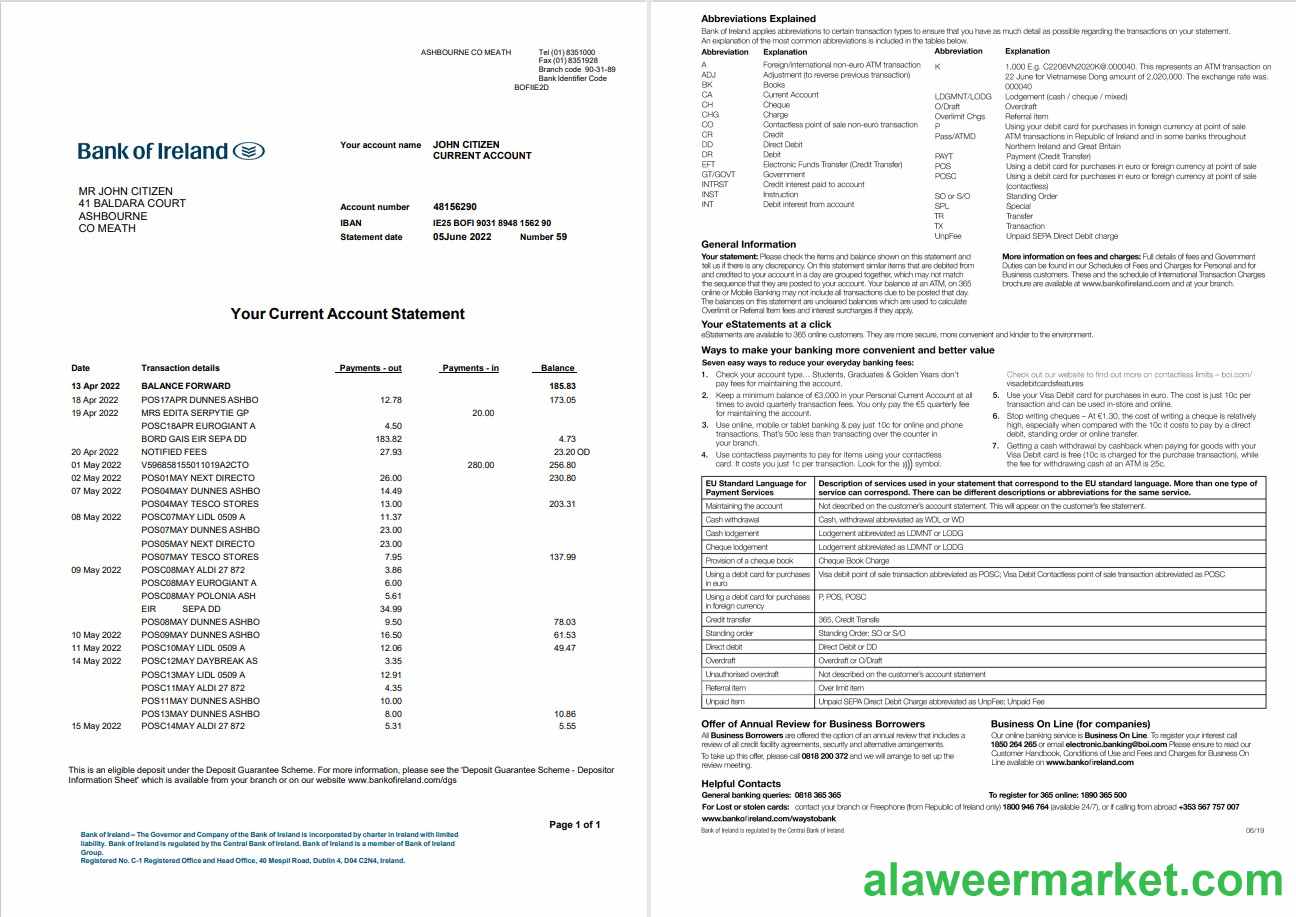 ASHBOURNE CO MEATH Tel (01) 8351000
Fax (01) 8351928
Branch code 90-31-89
Bank Identifier Code
BOFIIE2D
Bank of Ireland
Your account name JOHN CITIZEN
CURRENT ACCOUNT
MR JOHN CITIZEN
41 BALDARA COURT
ASHBOURNE
CO MEATH
Account number 48156290
IBAN IE25 BOFI 9031 8948 1562 90
Statement date 05June 2022 Number 59
Your Current Account Statement
Date Transaction details Payments - out Payments - in Balance
13 Apr 2022 BALANCE FORWARD 185.83
18 Apr 2022 POS17APR DUNNES ASHBO 12.78 173.05
19 Apr 2022 MRS EDITA SERPYTIE GP 20.00
POSC18APR EUROGIANT A 4.50
BORD GAIS EIR SEPA DD 183.82 4.73
20 Apr 2022 NOTIFIED FEES 27.93 23.20 OD
01 May 2022 V596858155011019A2CTO 280.00 256.80
02 May 2022 POS01MAY NEXT DIRECTO 26.00 230.80
07 May 2022 POS04MAY DUNNES ASHBO 14.49
POS04MAY TESCO STORES 13.00 203.31
08 May 2022 POSC07MAY LIDL 0509 A 11.37
POS07MAY DUNNES ASHBO 23.00
POS05MAY NEXT DIRECTO 23.00
POS07MAY TESCO STORES 7.95 137.99
09 May 2022 POSC08MAY ALDI 27 872 3.86
POSC08MAY EUROGIANT A 6.00
POSC08MAY POLONIA ASH 5.61
EIR SEPA DD 34.99
POS08MAY DUNNES ASHBO 9.50 78.03
10 May 2022 POS09MAY DUNNES ASHBO 16.50 61.53
11 May 2022 POSC10MAY LIDL 0509 A 12.06 49.47
14 May 2022 POSC12MAY DAYBREAK AS 3.35
POSC13MAY LIDL 0509 A 12.91
POSC11MAY ALDI 27 872 4.35
POS11MAY DUNNES ASHBO 10.00
POS13MAY DUNNES ASHBO 8.00 10.86
15 May 2022 POSC14MAY ALDI 27 872 5.31 5.55
This is an eligible deposit under the Deposit Guarantee Scheme. For more information, please see the 'Deposit Guarantee Scheme - Depositor
Information Sheet' which is available from your branch or on our website www.bankofireland.com/dgs
Page 1 of 1
Bank of Ireland – The Governor and Company of the Bank of Ireland is incorporated by charter in Ireland with limited
liability. Bank of Ireland is regulated by the Central Bank of Ireland. Bank of Ireland is a member of Bank of Ireland
Group.
Registered No. C-1 Registered Office and Head Office, 40 Mespil Road, Dublin 4, D04 C2N4, Ireland.
Abbreviations Explained
Bank of Ireland applies abbreviations to certain transaction types to ensure that you have as much detail as possible regarding the transactions on your statement.
An explanation of the most common abbreviations is included in the tables below.
Abbreviation Explanation
A Foreign/international non-euro ATM transaction
ADJ Adjustment (to reverse previous transaction)
BK Books
CA Current Account
CH Cheque
CHG Charge
CO Contactless point of sale non-euro transaction
CR Credit
DD Direct Debit
DR Debit
EFT Electronic Funds Transfer (Credit Transfer)
GT/GOVT Government
INTRST Credit interest paid to account
INST Instruction
INT Debit interest from account
Abbreviation Explanation
K 1,000 E.g. C2206VN2020K@:000040. This represents an ATM transaction on
22 June for Vietnamese Dong amount of 2,020,000. The exchange rate was.
000040
LDGMNT/LODG Lodgement (cash / cheque / mixed)
O/Draft Overdraft
Overlimit Chgs Referral item
P Using your debit card for purchases in foreign currency at point of sale
Pass/ATMD ATM transactions in Republic of Ireland and in some banks throughout
Northern Ireland and Great Britain
PAYT Payment (Credit Transfer)
POS Using a debit card for purchases in euro or foreign currency at point of sale
POSC Using a debit card for purchases in euro or foreign currency at point of sale
(contactless)
SO or S/O Standing Order
SPL Special
TR Transfer
TX Transaction
UnpFee Unpaid SEPA Direct Debit charge
General Information
Your statement: Please check the items and balance shown on this statement and
tell us if there is any discrepancy. On this statement similar items that are debited from
and credited to your account in a day are grouped together, which may not match
the sequence that they are posted to your account. Your balance at an ATM, on 365
online or Mobile Banking may not include all transactions due to be posted that day.
The balances on this statement are uncleared balances which are used to calculate
Overlimit or Referral Item fees and interest surcharges if they apply.
More information on fees and charges: Full details of fees and Government
Duties can be found in our Schedules of Fees and Charges for Personal and for
Business customers. These and the schedule of International Transaction Charges
brochure are available at www.bankofireland.com and at your branch.
Your eStatements at a click
eStatements are available to 365 online customers. They are more secure, more convenient and kinder to the environment.
Ways to make your banking more convenient and better value
Seven easy ways to reduce your everyday banking fees:
1. Check your account type… Students, Graduates & Golden Years don't
pay fees for maintaining the account.
2. Keep a minimum balance of €3,000 in your Personal Current Account at all
times to avoid quarterly transaction fees. You only pay the €5 quarterly fee
for maintaining the account.
3. Use online, mobile or tablet banking & pay just 10c for online and phone
transactions. That's 50c less than transacting over the counter in
your branch.
4. Use contactless payments to pay for items using your contactless
card. It costs you just 1c per transaction. Look for the symbol.
Check out our website to find out more on contactless limits – boi.com/
visadebitcardsfeatures
5. Use your Visa Debit card for purchases in euro. The cost is just 10c per
transaction and can be used in-store and online.
6. Stop writing cheques – At €1.30, the cost of writing a cheque is relatively
high, especially when compared with the 10c it costs to pay by a direct
debit, standing order or online transfer.
7. Getting a cash withdrawal by cashback when paying for goods with your
Visa Debit card is free (10c is charged for the purchase transaction), while
the fee for withdrawing cash at an ATM is 25c.
EU Standard Language for
Payment Services
Description of services used in your statement that correspond to the EU standard language. More than one type of
service can correspond. There can be different descriptions or abbreviations for the same service.
Maintaining the account Not described on the customer's account statement. This will appear on the customer's fee statement.
Cash withdrawal Cash, withdrawal abbreviated as WDL or WD
Cash lodgement Lodgement abbreviated as LDMNT or LODG
Cheque lodgement Lodgement abbreviated as LDMNT or LODG
Provision of a cheque book Cheque Book Charge
Using a debit card for purchases
in euro
Visa debit point of sale transaction abbreviated as POSC; Visa Debit Contactless point of sale transaction abbreviated as POSC
Using a debit card for purchases
in foreign currency
P, POS, POSC
Credit transfer 365, Credit Transfe
Standing order Standing Order; SO or S/O
Direct debit Direct Debit or DD
Overdraft Overdraft or O/Draft
Unauthorised overdraft Not described on the customer's account statement
Referral item Over limit item
Unpaid item Unpaid SEPA Direct Debit Charge abbreviated as UnpFee; Unpaid Fee
Offer of Annual Review for Business Borrowers
All Business Borrowers are offered the option of an annual review that includes a
review of all credit facility agreements, security and alternative arrangements.
To take up this offer, please call 0818 200 372 and we will arrange to set up the
review meeting.
Business On Line (for companies)
Our online banking service is Business On Line. To register your interest call
1850 264 265 or email electronic.banking@boi.com Please ensure to read our
Customer Handbook, Conditions of Use and Fees and Charges for Business On
Line available on www.bankofireland.com
Helpful Contacts
General banking queries: 0818 365 365 To register for 365 online: 1890 365 500
For Lost or stolen cards: contact your branch or Freephone (from Republic of Ireland only) 1800 946 764 (available 24/7), or if calling from abroad +353 567 757 007
www.bankofireland.com/waystobank
Bank of Ireland is regulated by the Central Bank of Ireland 06/19
alaweermarket.com